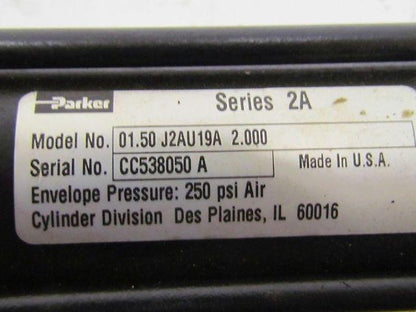 Parker Series 2A
Model No. 01.50 J2AU19A 2.000
Serial No. CC538050 A Made In U.S.A.
Envelope Pressure: 250 psi Air
Cylinder Division Des Plaines, IL 60016